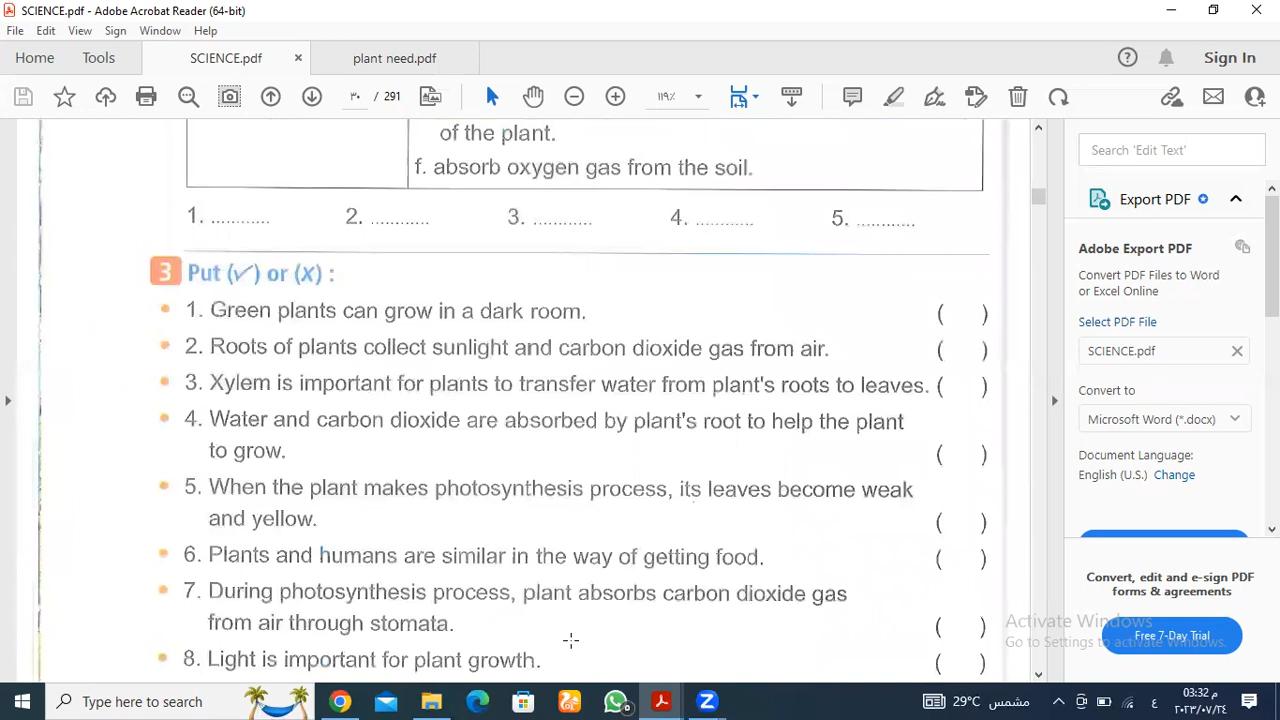 SCIENCE.pdf - Adobe Acrobat Reader (64-bit)
File Edit View Sign Window Help
Home Tools SCIENCE.pdf plant need.pdf Sign In
٣٠ / 291 ١١٩٪
of the plant.
f. absorb oxygen gas from the soil.
1. ........... 2. ........... 3. ........... 4. ........... 5. ...........
3 Put (✓) or (X) :
1. Green plants can grow in a dark room. ( )
2. Roots of plants collect sunlight and carbon dioxide gas from air. ( )
3. Xylem is important for plants to transfer water from plant's roots to leaves. ( )
4. Water and carbon dioxide are absorbed by plant's root to help the plant
to grow. ( )
5. When the plant makes photosynthesis process, its leaves become weak
and yellow. ( )
6. Plants and humans are similar in the way of getting food. ( )
7. During photosynthesis process, plant absorbs carbon dioxide gas
from air through stomata. ( )
8. Light is important for plant growth. ( )
Search 'Edit Text'
Export PDF
Adobe Export PDF
Convert PDF Files to Word
or Excel Online
Select PDF File
SCIENCE.pdf
Convert to
Microsoft Word (*.docx)
Document Language:
English (U.S.) Change
Convert, edit and e-sign PDF
forms & agreements
Free 7-Day Trial
Activate Windows
Go to Settings to activate Windows.
Type here to search
29°C مشمس
ع
03:32 م
٢٠٢٣/٠٧/٢٤